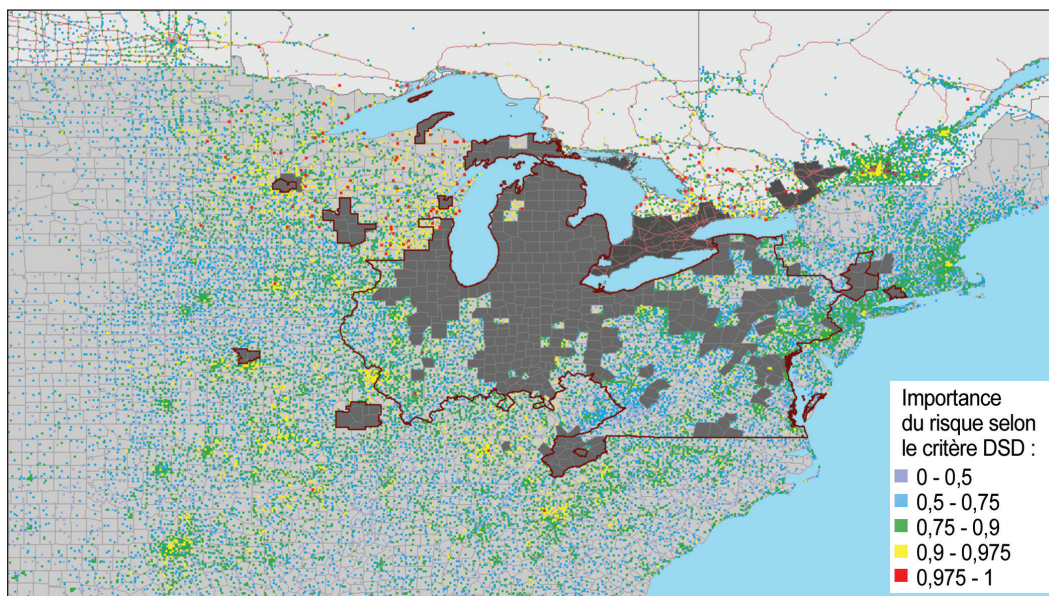 Importance
du risque selon
le critère DSD :
0 - 0,5
0,5 - 0,75
0,75 - 0,9
0,9 - 0,975
0,975 - 1